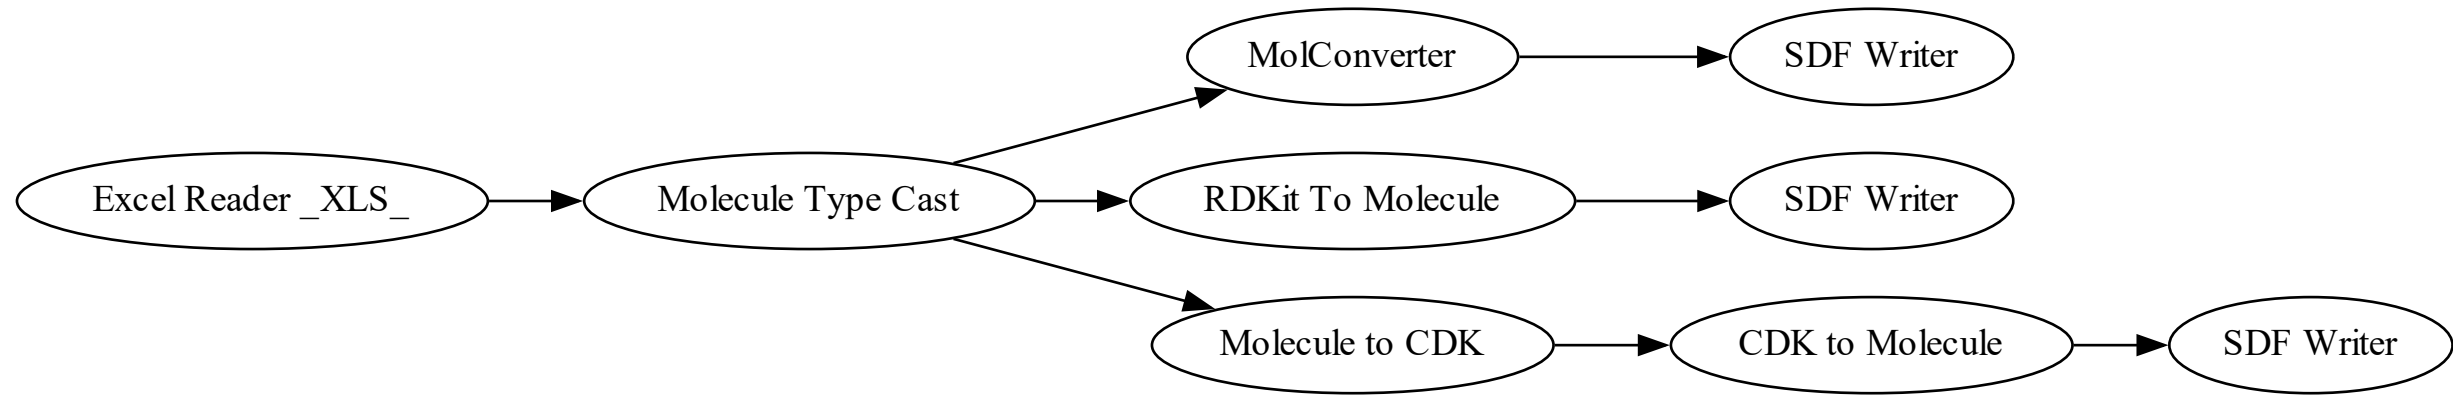 MolConverter
SDF Writer
Excel Reader _XLS_
Molecule Type Cast
RDKit To Molecule
SDF Writer
Molecule to CDK
CDK to Molecule
SDF Writer